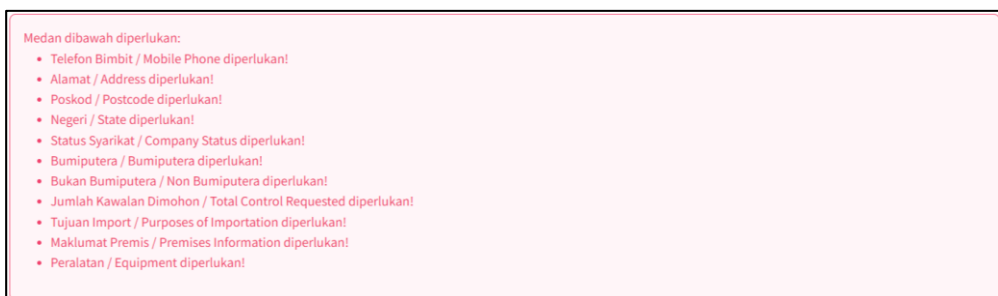 Medan dibawah diperlukan:
• Telefon Bimbit / Mobile Phone diperlukan!
• Alamat / Address diperlukan!
• Poskod / Postcode diperlukan!
• Negeri / State diperlukan!
• Status Syarikat / Company Status diperlukan!
• Bumiputera / Bumiputera diperlukan!
• Bukan Bumiputera / Non Bumiputera diperlukan!
• Jumlah Kawalan Dimohon / Total Control Requested diperlukan!
• Tujuan Import / Purposes of Importation diperlukan!
• Maklumat Premis / Premises Information diperlukan!
• Peralatan / Equipment diperlukan!